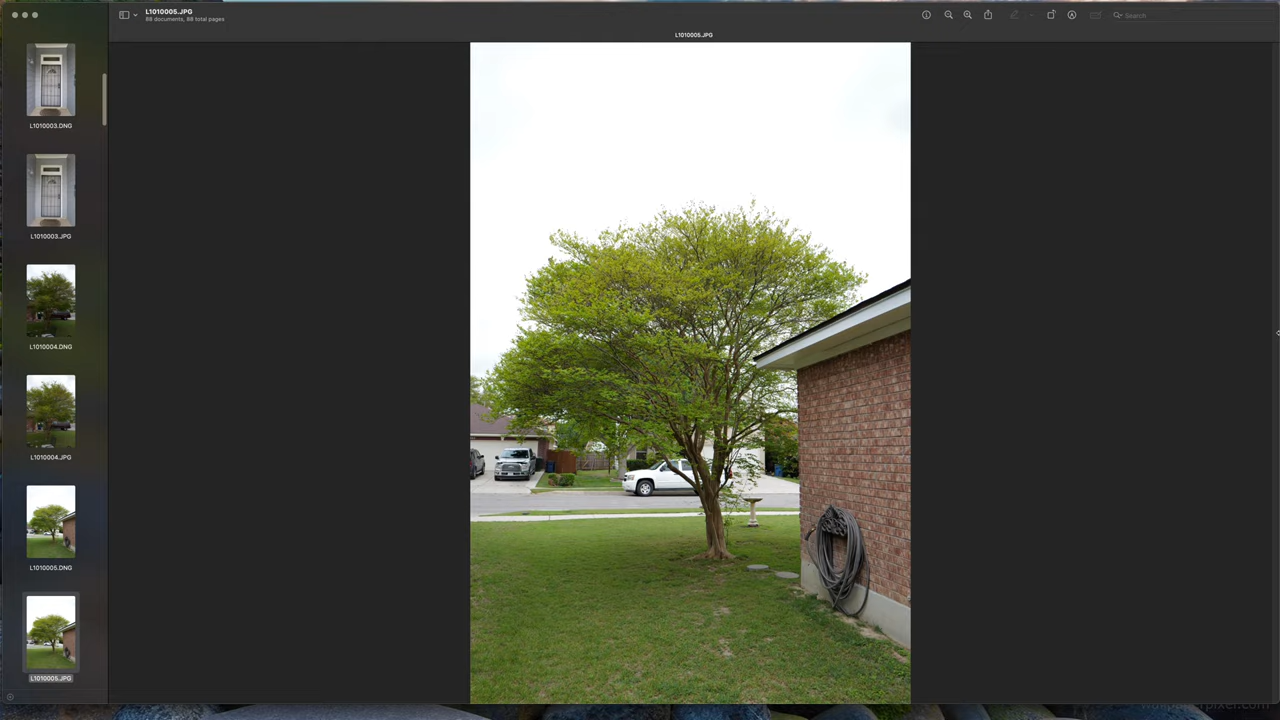 L1010005.JPG
88 documents, 88 total pages
Search
L1010005.JPG
L1010003.DNG
L1010003.JPG
L1010004.DNG
L1010004.JPG
L1010005.DNG
L1010005.JPG